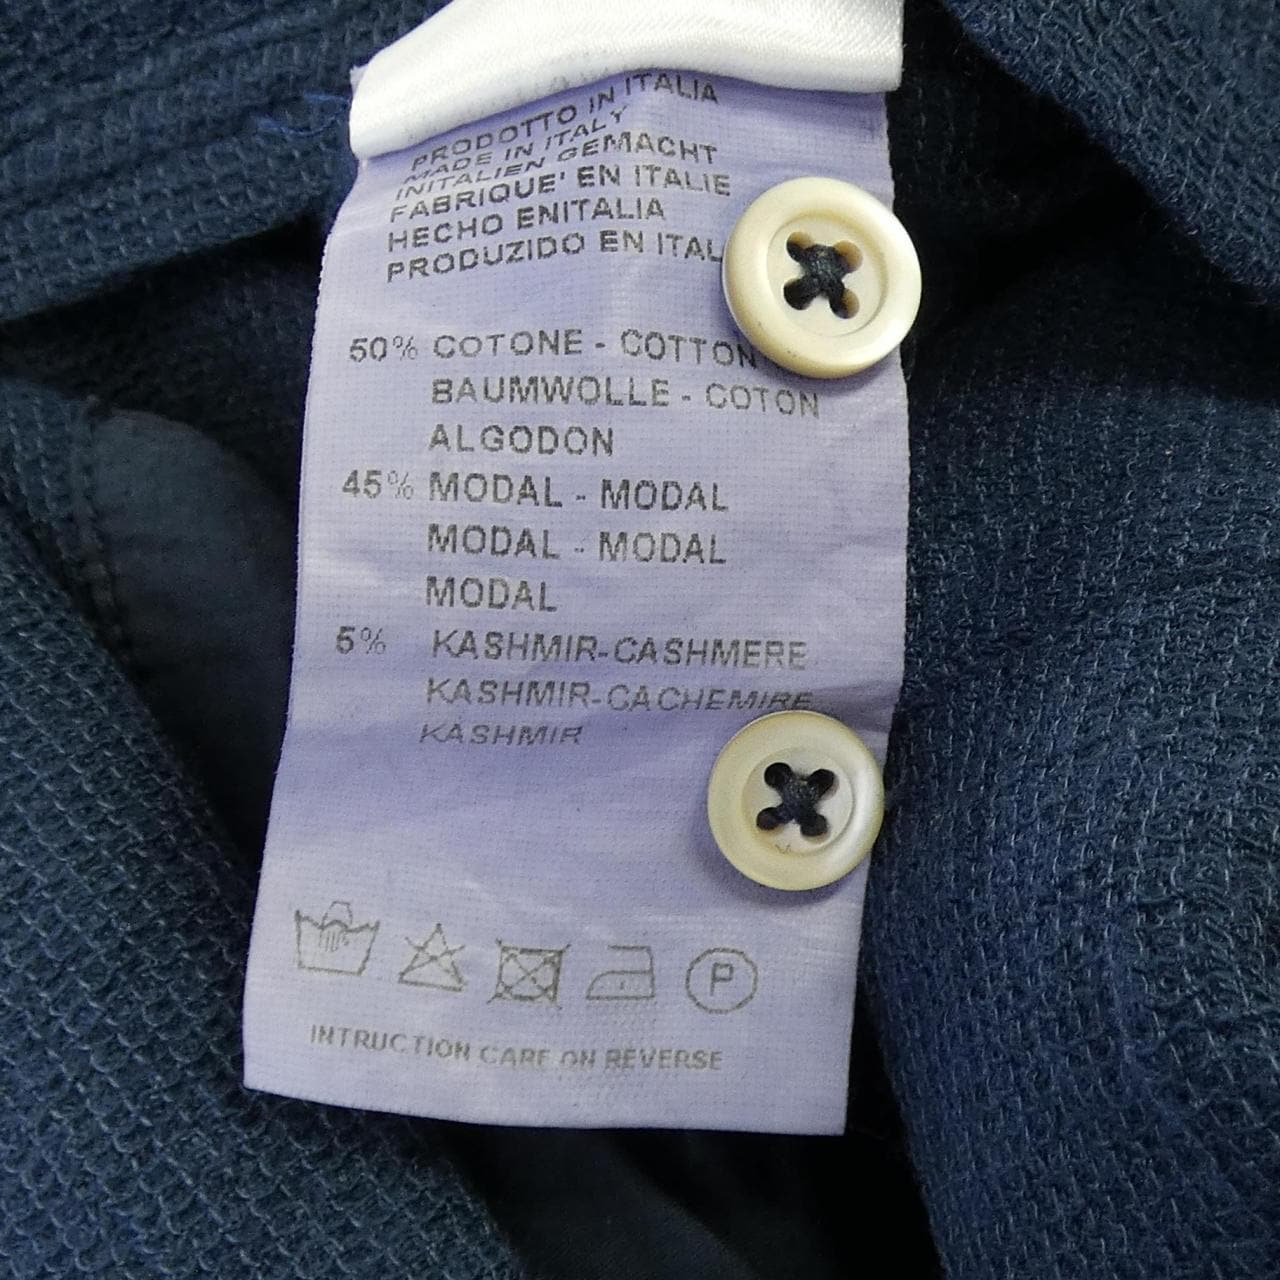 PRODOTTO IN ITALIA
MADE IN ITALY
INITALIEN GEMACHT
FABRIQUE' EN ITALIE
HECHO ENITALIA
PRODUZIDO EN ITAL
50% COTONE - COTTON
BAUMWOLLE - COTON
ALGODON
45% MODAL - MODAL
MODAL - MODAL
MODAL
5% KASHMIR-CASHMERE
KASHMIR-CACHEMIRE
KASHMIR
P
INTRUCTION CARE ON REVERSE